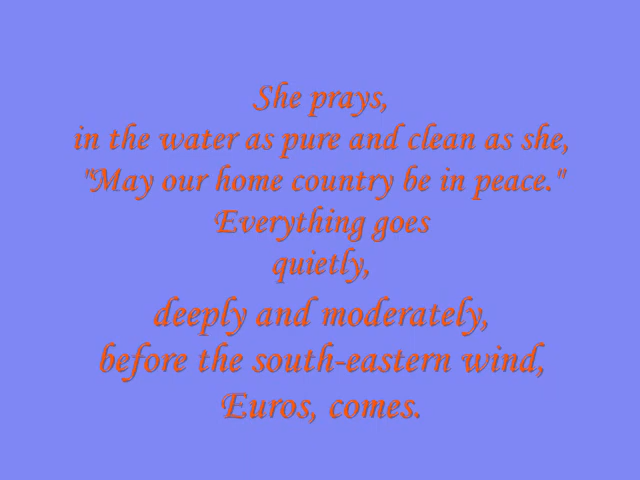 She prays,
in the water as pure and clean as she,
"May our home country be in peace."
Everything goes
quietly,
deeply and moderately,
before the south-eastern wind,
Euros, comes.